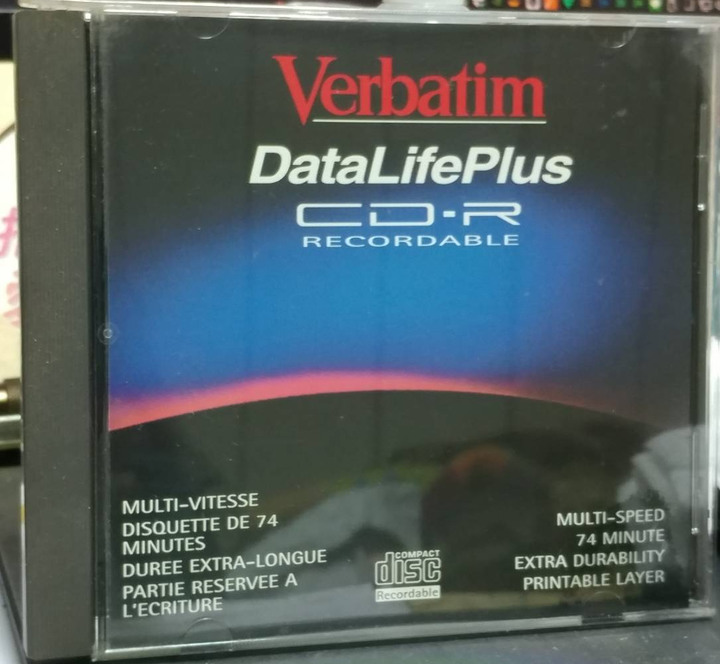 Verbatim
DataLifePlus
CD-R
RECORDABLE
MULTI-VITESSE
DISQUETTE DE 74
MINUTES
DUREE EXTRA-LONGUE
PARTIE RESERVEE A
L'ECRITURE
COMPACT
disc
Recordable
MULTI-SPEED
74 MINUTE
EXTRA DURABILITY
PRINTABLE LAYER